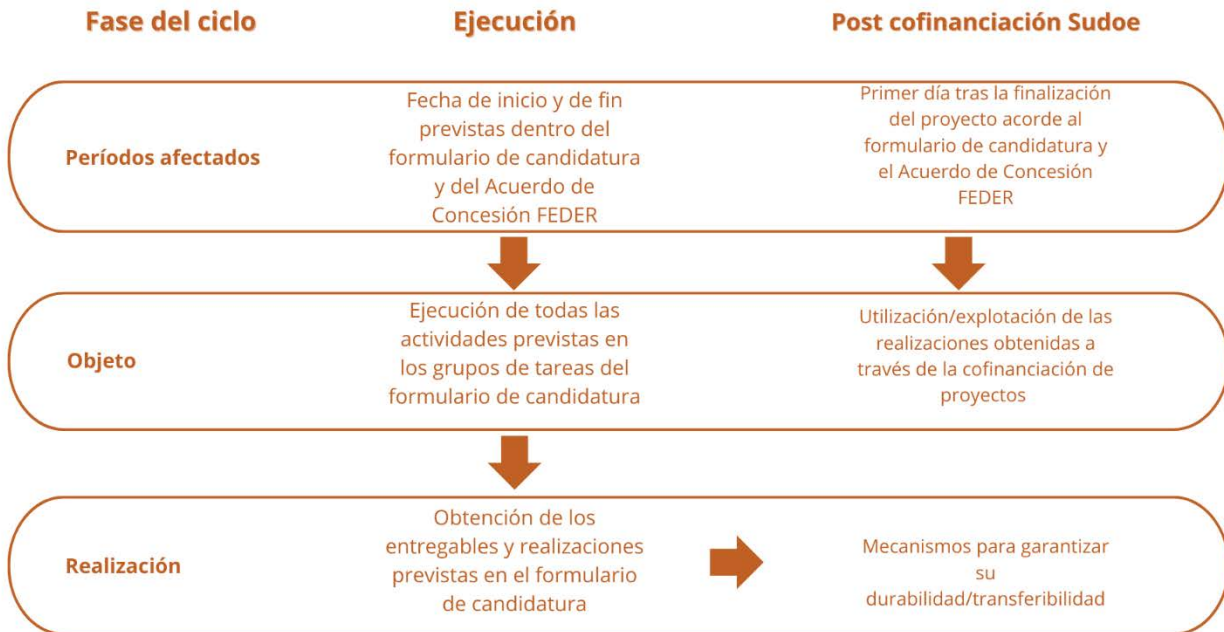 Fase del ciclo
Ejecución
Post cofinanciación Sudoe
Períodos afectados
Fecha de inicio y de fin
previstas dentro del
formulario de candidatura
y del Acuerdo de
Concesión FEDER
Primer día tras la finalización
del proyecto acorde al
formulario de candidatura y
el Acuerdo de Concesión
FEDER
Objeto
Ejecución de todas las
actividades previstas en
los grupos de tareas del
formulario de candidatura
Utilización/explotación de las
realizaciones obtenidas a
través de la cofinanciación de
proyectos
Realización
Obtención de los
entregables y realizaciones
previstas en el formulario
de candidatura
Mecanismos para garantizar
su
durabilidad/transferibilidad